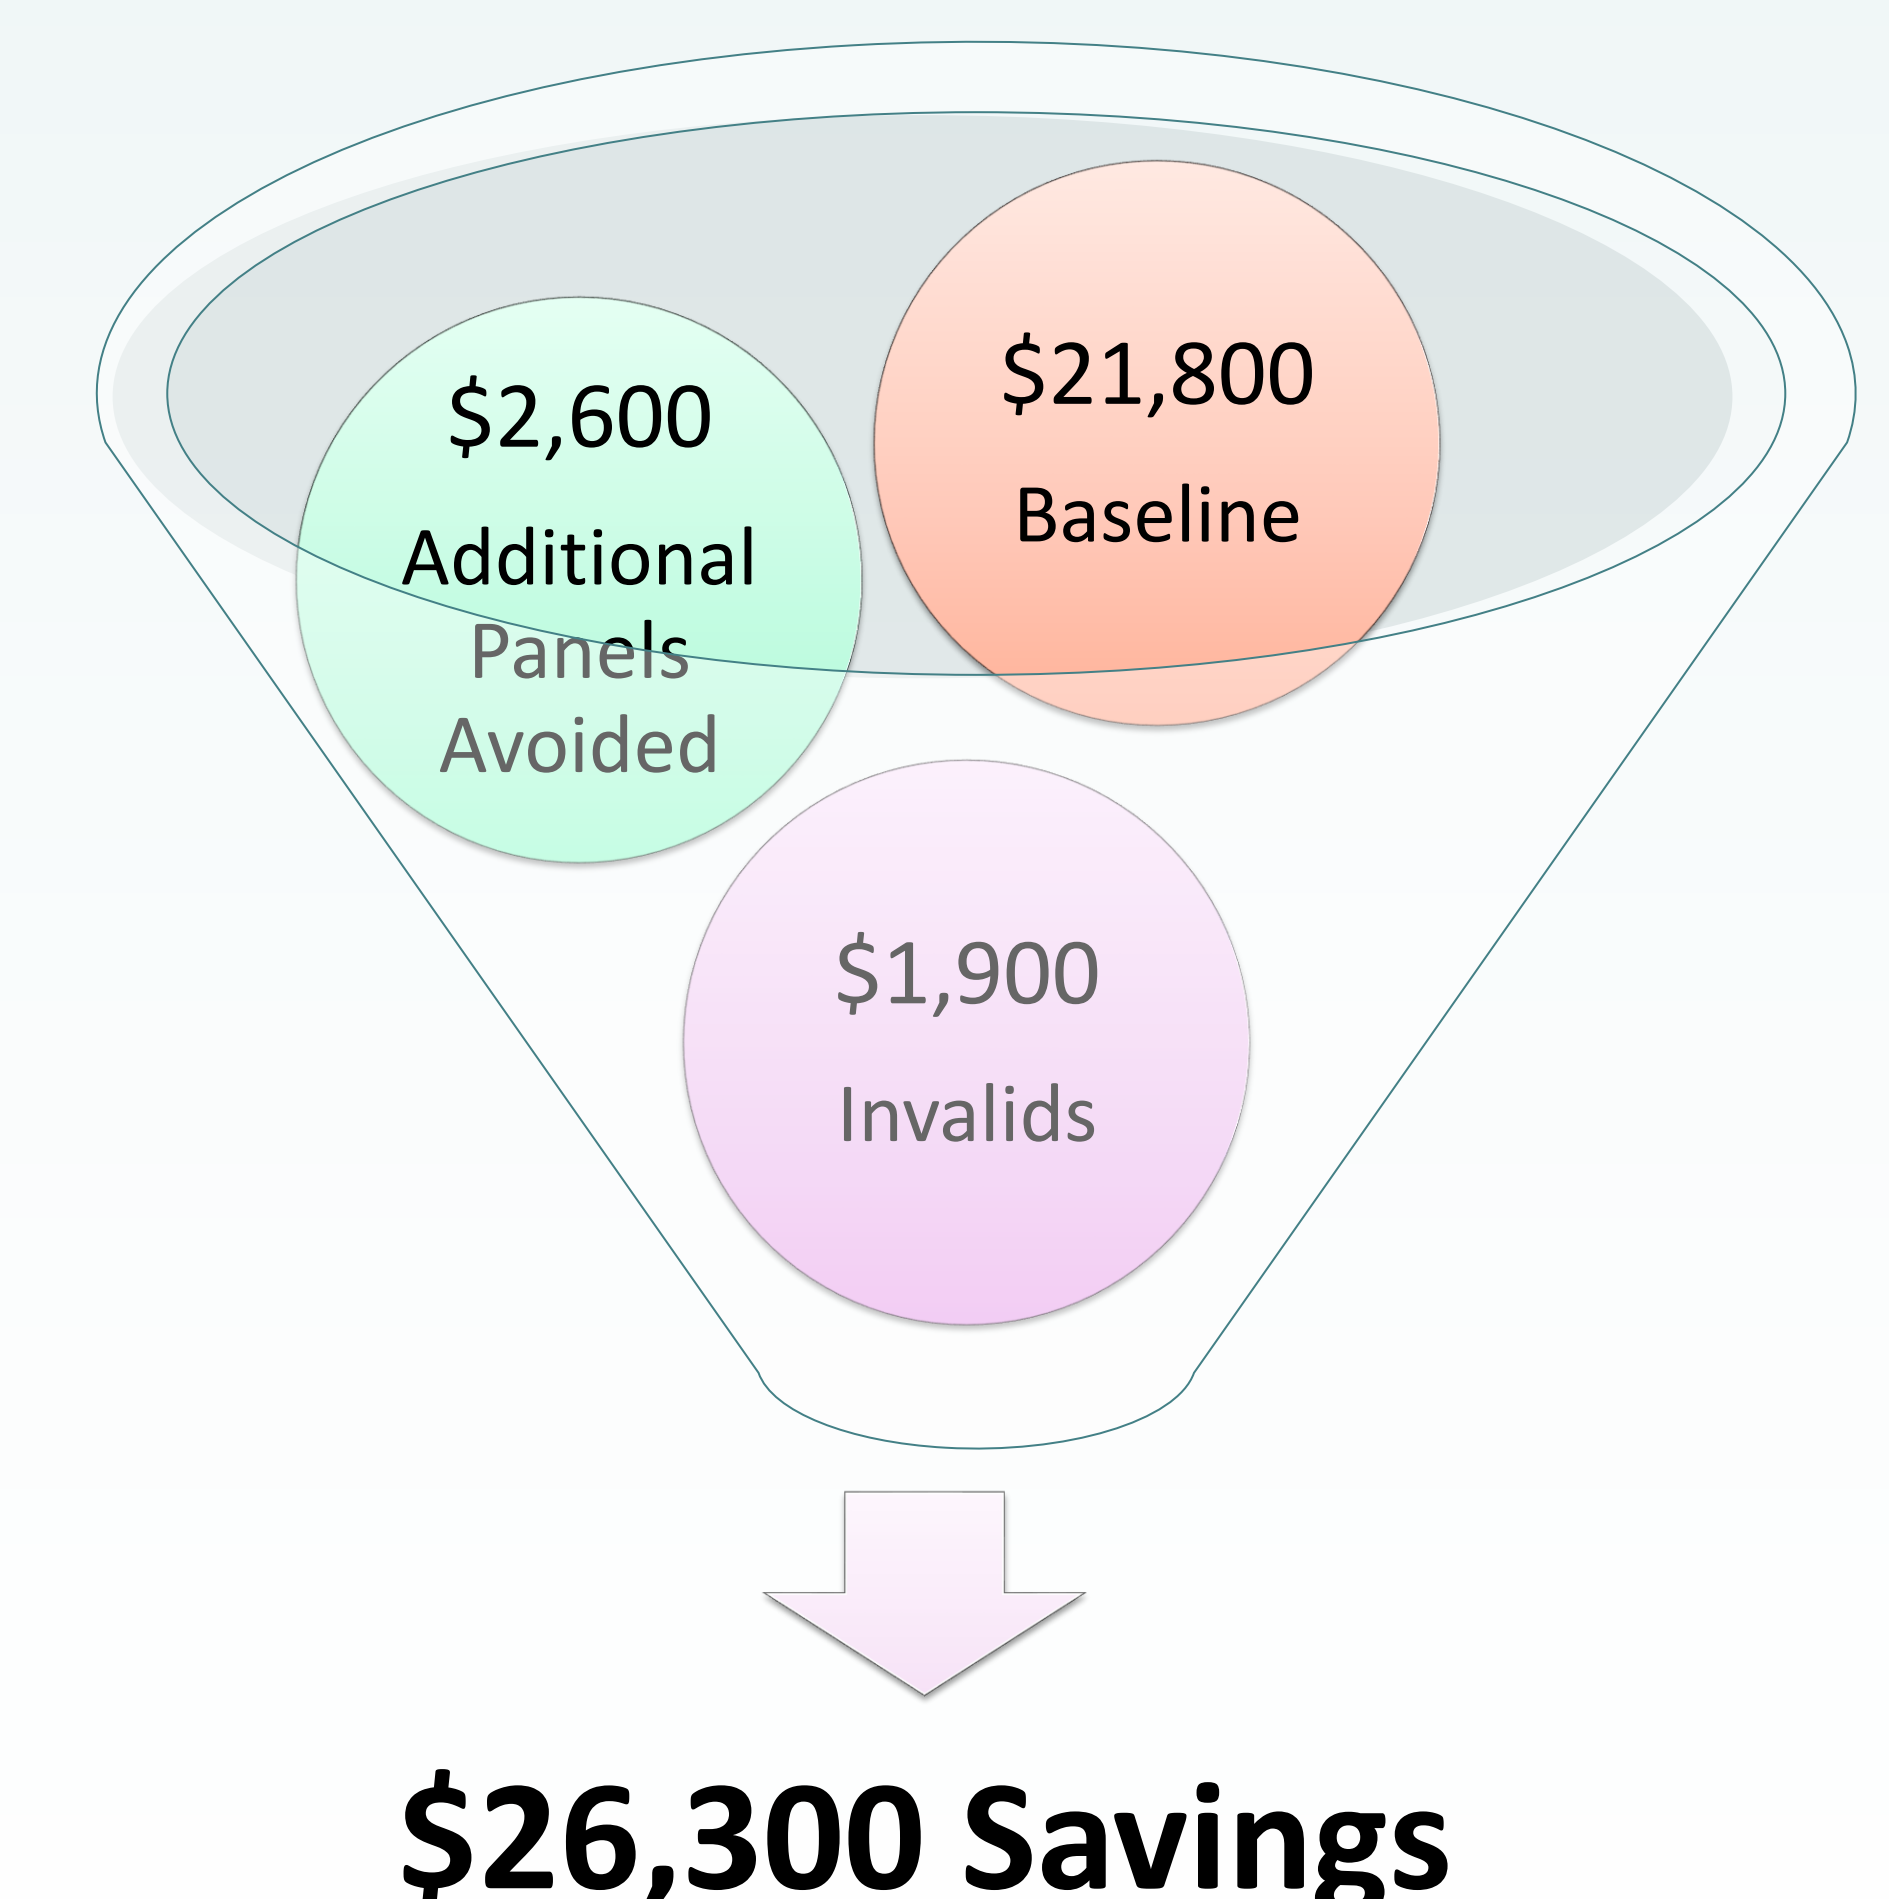 $2,600
Additional
Panels
Avoided
$21,800
Baseline
$1,900
Invalids
$26,300 Savings